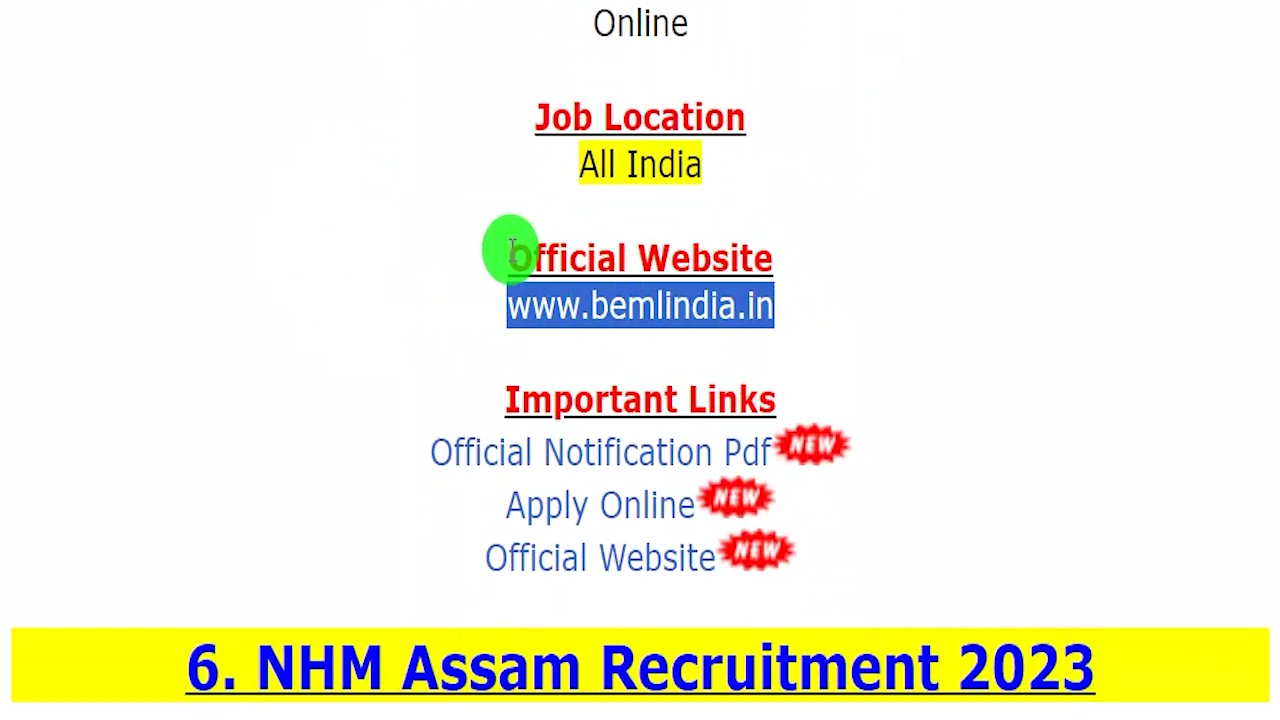 Online
Job Location
All India
Official Website
www.bemlindia.in
Important Links
Official Notification Pdf NEW
Apply Online NEW
Official Website NEW
6. NHM Assam Recruitment 2023